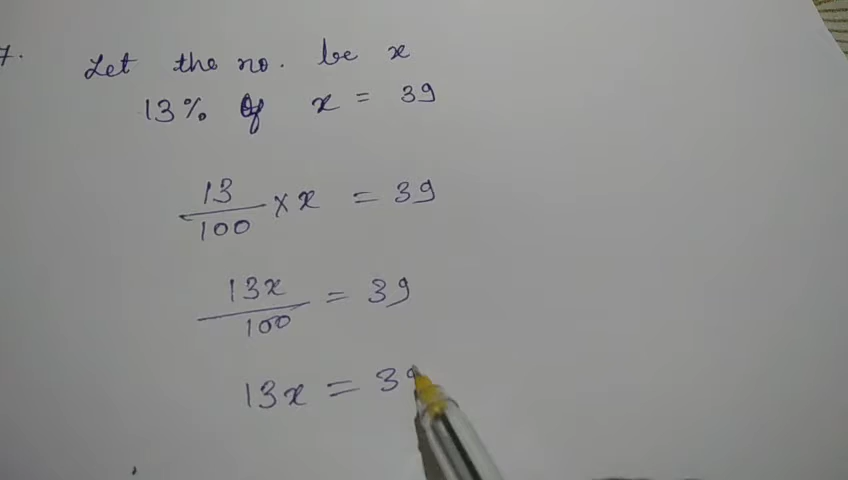 7. Let the no. be x
13% of x = 39
13/100 × x = 39
13x/100 = 39
13x = 39